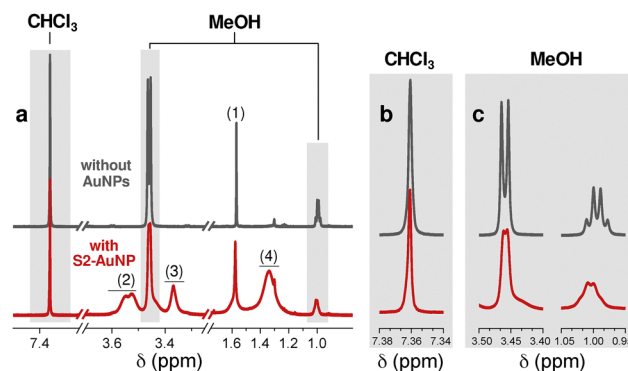 CHCl3
MeOH
a
(1)
without
AuNPs
with
S2-AuNP
(2)
(3)
(4)
7.4
3.6
3.4
1.6
1.4
1.2
1.0
δ (ppm)
CHCl3
MeOH
b
c
7.38
7.36
7.34
3.50
3.45
3.40
1.05
1.00
0.95
δ (ppm)
δ (ppm)